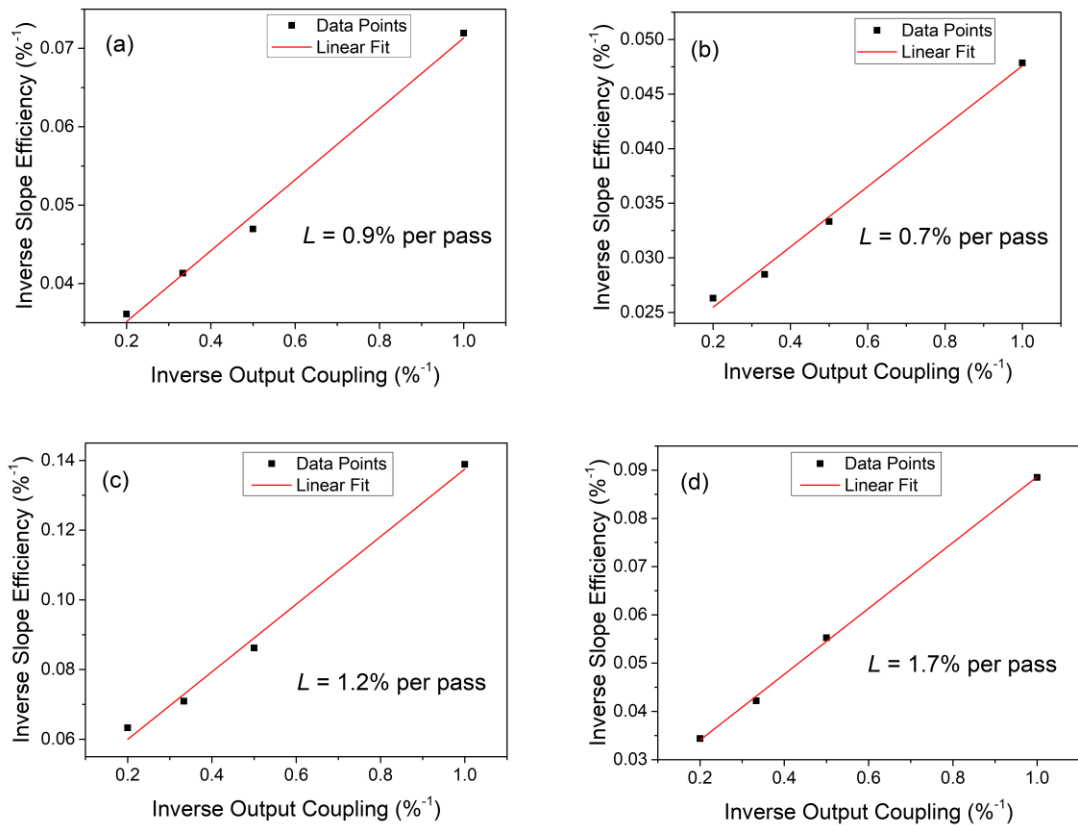 (a)
Data Points
Linear Fit
0.07
0.06
0.05
0.04
Inverse Slope Efficiency (%⁻¹)
L = 0.9% per pass
0.2 0.4 0.6 0.8 1.0
Inverse Output Coupling (%⁻¹)
(b)
Data Points
Linear Fit
0.050
0.045
0.040
0.035
0.030
0.025
Inverse Slope Efficiency (%⁻¹)
L = 0.7% per pass
0.2 0.4 0.6 0.8 1.0
Inverse Output Coupling (%⁻¹)
(c)
Data Points
Linear Fit
0.14
0.12
0.10
0.08
0.06
Inverse Slope Efficiency (%⁻¹)
L = 1.2% per pass
0.2 0.4 0.6 0.8 1.0
Inverse Output Coupling (%⁻¹)
(d)
Data Points
Linear Fit
0.09
0.08
0.07
0.06
0.05
0.04
0.03
Inverse Slope Efficiency (%⁻¹)
L = 1.7% per pass
0.2 0.4 0.6 0.8 1.0
Inverse Output Coupling (%⁻¹)